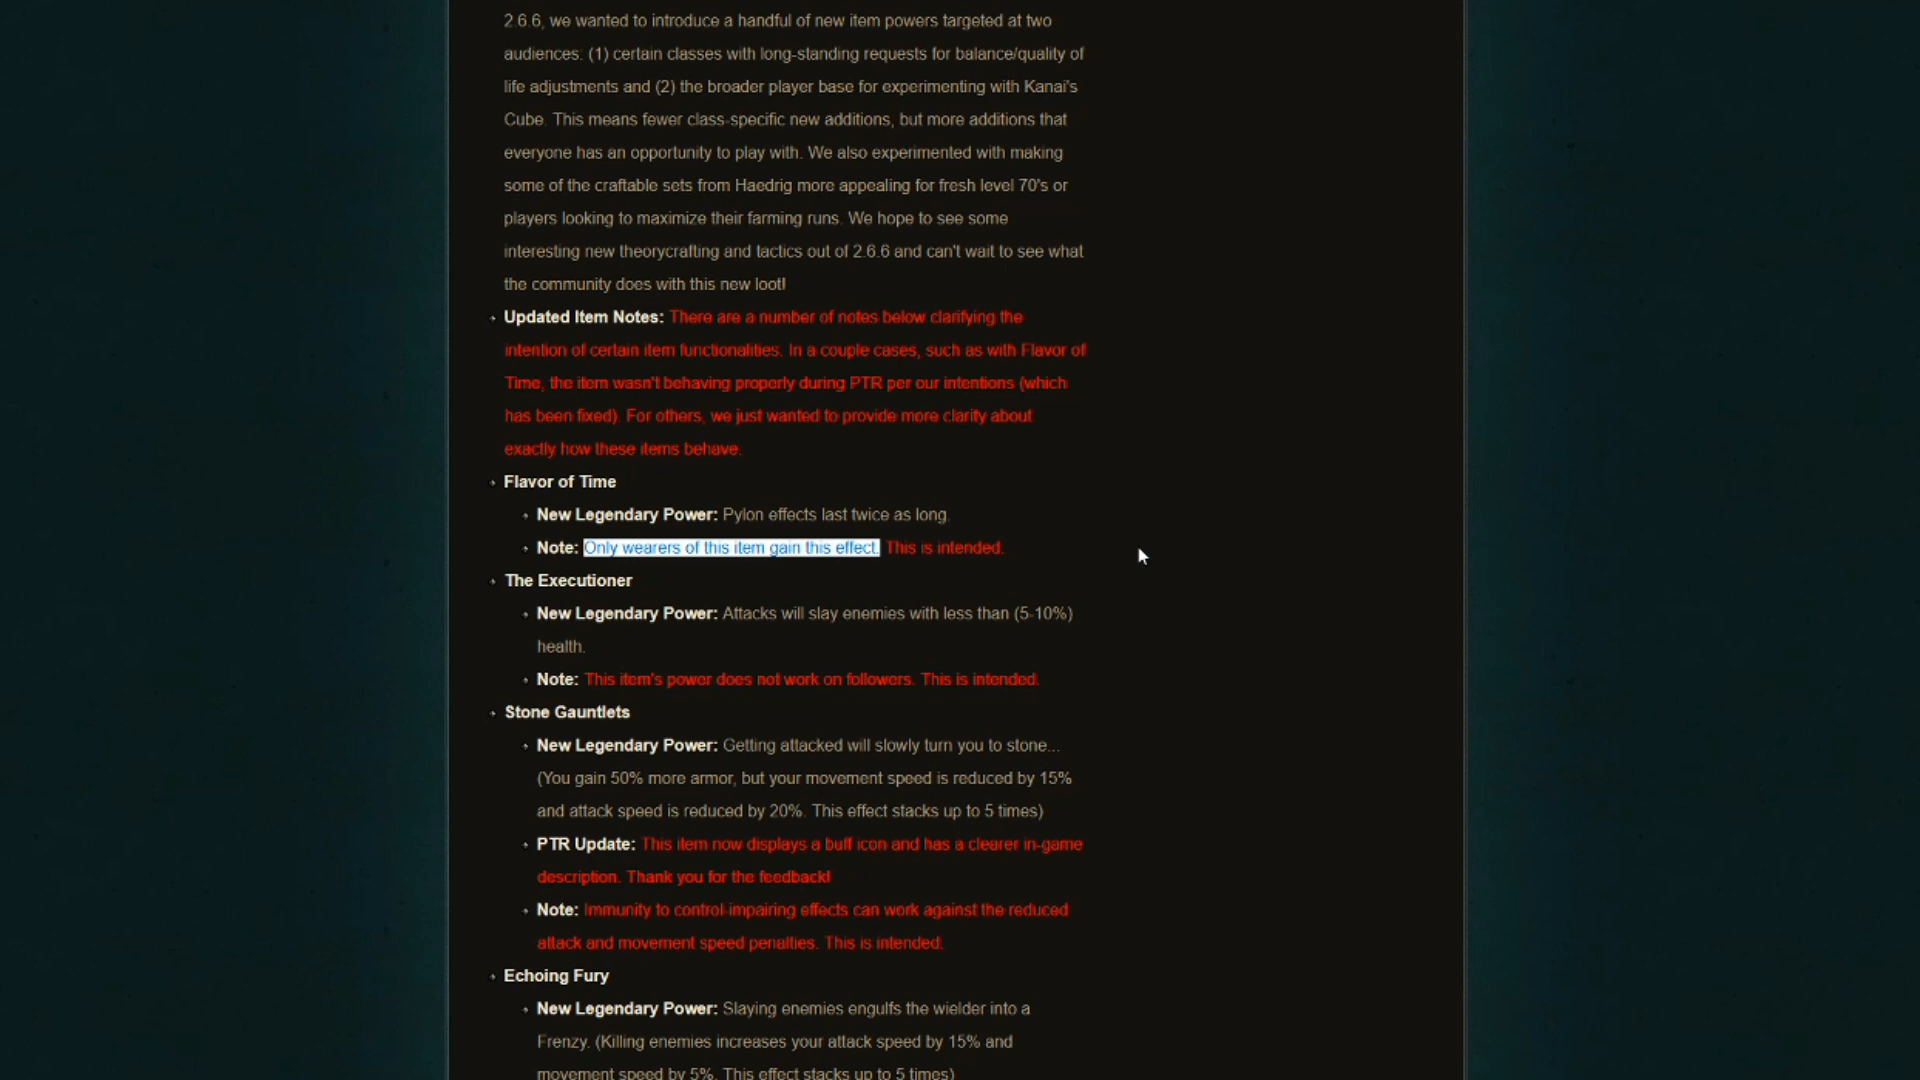 2.6.6, we wanted to introduce a handful of new item powers targeted at two
audiences: (1) certain classes with long-standing requests for balance/quality of
life adjustments and (2) the broader player base for experimenting with Kanai's
Cube. This means fewer class-specific new additions, but more additions that
everyone has an opportunity to play with. We also experimented with making
some of the craftable sets from Haedrig more appealing for fresh level 70's or
players looking to maximize their farming runs. We hope to see some
interesting new theorycrafting and tactics out of 2.6.6 and can't wait to see what
the community does with this new loot!
Updated Item Notes: There are a number of notes below clarifying the
intention of certain item functionalities. In a couple cases, such as with Flavor of
Time, the item wasn't behaving properly during PTR per our intentions (which
has been fixed). For others, we just wanted to provide more clarity about
exactly how these items behave.
Flavor of Time
New Legendary Power: Pylon effects last twice as long.
Note: Only wearers of this item gain this effect. This is intended.
The Executioner
New Legendary Power: Attacks will slay enemies with less than (5-10%)
health.
Note: This item's power does not work on followers. This is intended.
Stone Gauntlets
New Legendary Power: Getting attacked will slowly turn you to stone...
(You gain 50% more armor, but your movement speed is reduced by 15%
and attack speed is reduced by 20%. This effect stacks up to 5 times)
PTR Update: This item now displays a buff icon and has a clearer in-game
description. Thank you for the feedback!
Note: Immunity to control-impairing effects can work against the reduced
attack and movement speed penalties. This is intended.
Echoing Fury
New Legendary Power: Slaying enemies engulfs the wielder into a
Frenzy. (Killing enemies increases your attack speed by 15% and
movement speed by 5%. This effect stacks up to 5 times)